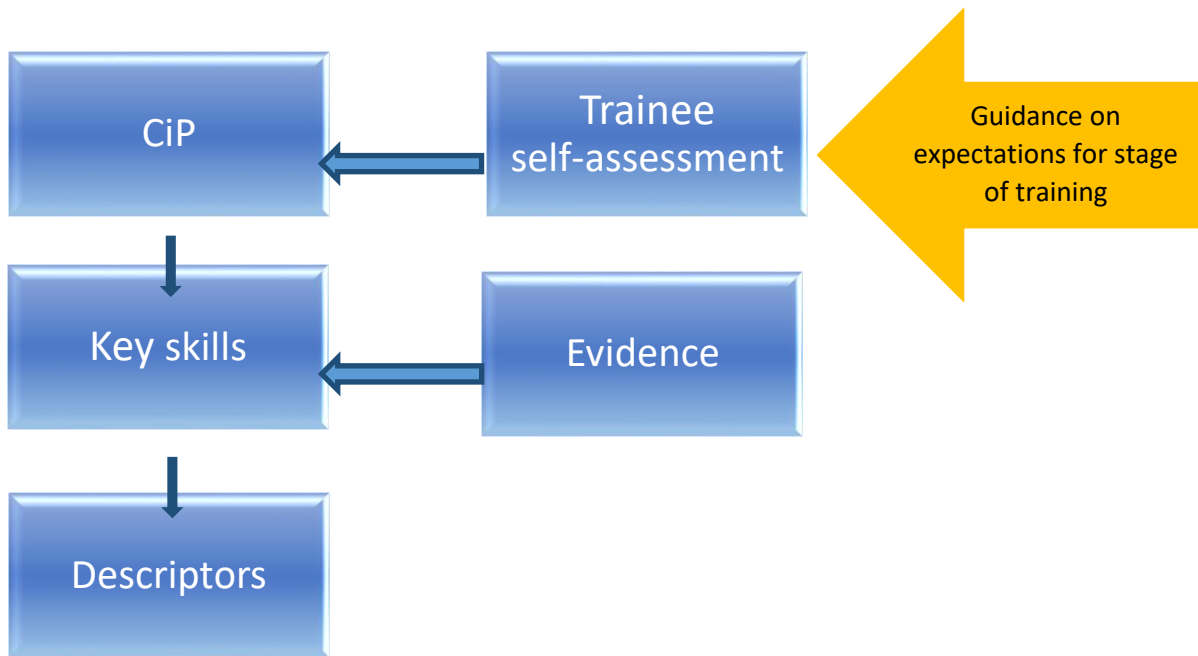 CiP
Trainee
self-assessment
Guidance on
expectations for stage
of training
Key skills
Evidence
Descriptors